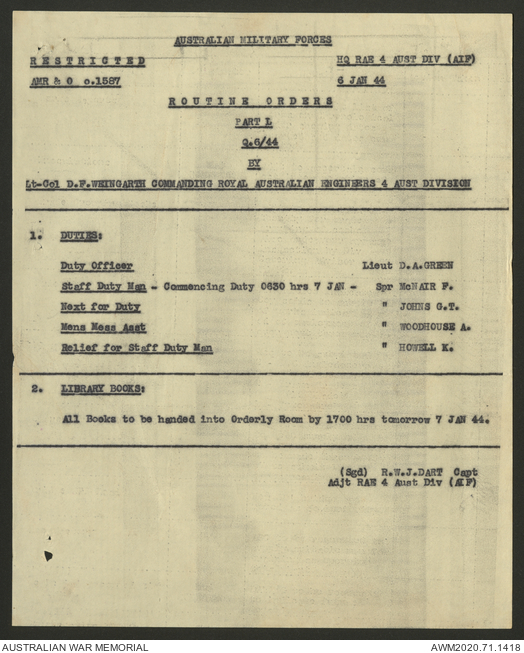 AUSTRALIAN MILITARY FORCES
RESTRICTED HQ RAE 4 AUST DIV (AIF)
AMR & O o.1587 6 JAN 44
ROUTINE ORDERS
PART I.
Q.6/44
BY
Lt-Col D.F.WEINGARTH COMMANDING ROYAL AUSTRALIAN ENGINEERS 4 AUST DIVISION
1. DUTIES:
Duty Officer Lieut D.A.GREEN
Staff Duty Man - Commencing Duty 0630 hrs 7 JAN - Spr McNAIR F.
Next for Duty " JOHNS G.T.
Mens Mess Asst " WOODHOUSE A.
Relief for Staff Duty Man " HOWELL K.
2. LIBRARY BOOKS:
All Books to be handed into Orderly Room by 1700 hrs tomorrow 7 JAN 44.
(Sgd) R.W.J.DART Capt
Adjt RAE 4 Aust Div (AIF)
AUSTRALIAN WAR MEMORIAL AWM2020.71.1418